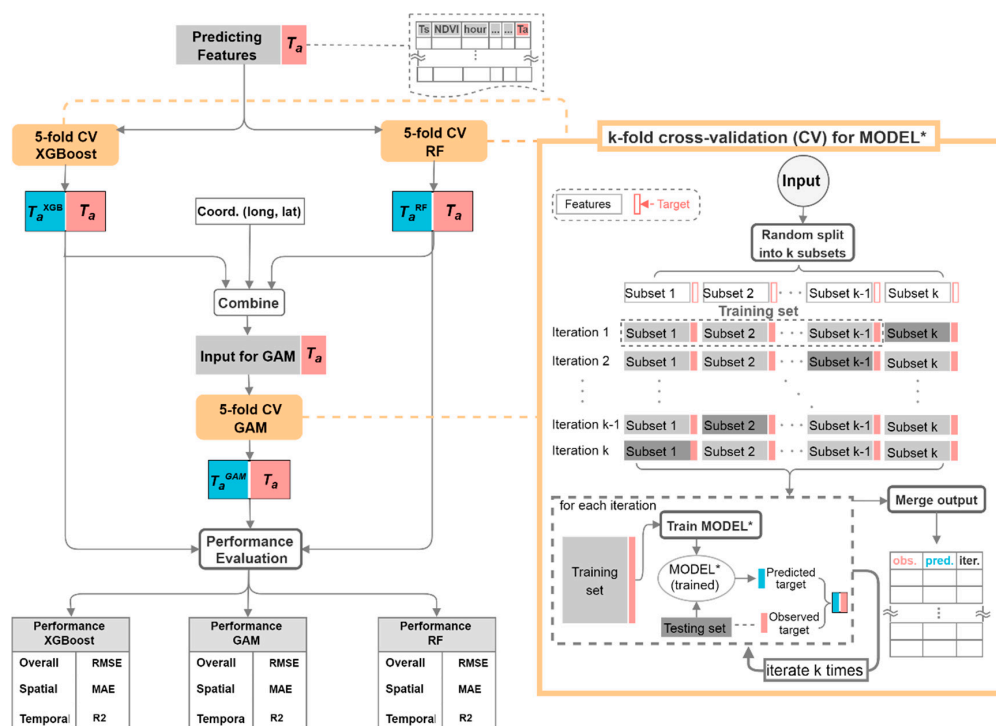 Predicting
Features
Ta
Ts NDVI hour ... ... Ta
5-fold CV
XGBoost
5-fold CV
RF
Ta^XGB
Ta
Coord. (long, lat)
Ta^RF
Ta
Combine
Input for GAM
Ta
5-fold CV
GAM
Ta^GAM
Ta
Performance
Evaluation
Performance
XGBoost
Overall RMSE
Spatial MAE
Temporal R2
Performance
GAM
Overall RMSE
Spatial MAE
Tempora R2
Performance
RF
Overall RMSE
Spatial MAE
Temporal R2
k-fold cross-validation (CV) for MODEL*
Input
Features
Target
Random split
into k subsets
Subset 1 Subset 2 · · · Subset k-1 Subset k
Training set
Iteration 1 Subset 1 Subset 2 · · · Subset k-1 Subset k
Iteration 2 Subset 1 Subset 2 · · · Subset k-1 Subset k
Iteration k-1 Subset 1 Subset 2 · · · Subset k-1 Subset k
Iteration k Subset 1 Subset 2 · · · Subset k-1 Subset k
for each iteration
Train MODEL*
Training
set
MODEL*
(trained)
Testing set
Predicted
target
Observed
target
iterate k times
Merge output
obs. pred. iter.